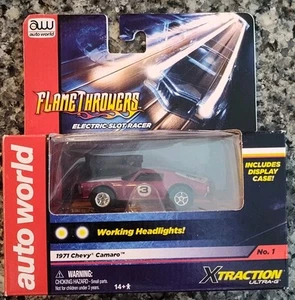 aw
auto world
FLAMETHROWERS
ELECTRIC SLOT RACER
auto world
INCLUDES
DISPLAY
CASE!
3
Working Headlights!
1971 Chevy Camaro
No. 1
WARNING:
14+
XTRACTION
ULTRA-G